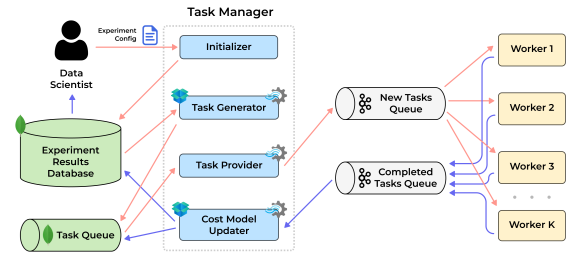 Task Manager
Experiment
Config
Initializer
Data
Scientist
Worker 1
Task Generator
New Tasks
Queue
Worker 2
Experiment
Results
Database
Task Provider
Completed
Tasks Queue
Worker 3
. . .
Cost Model
Updater
Task Queue
Worker K